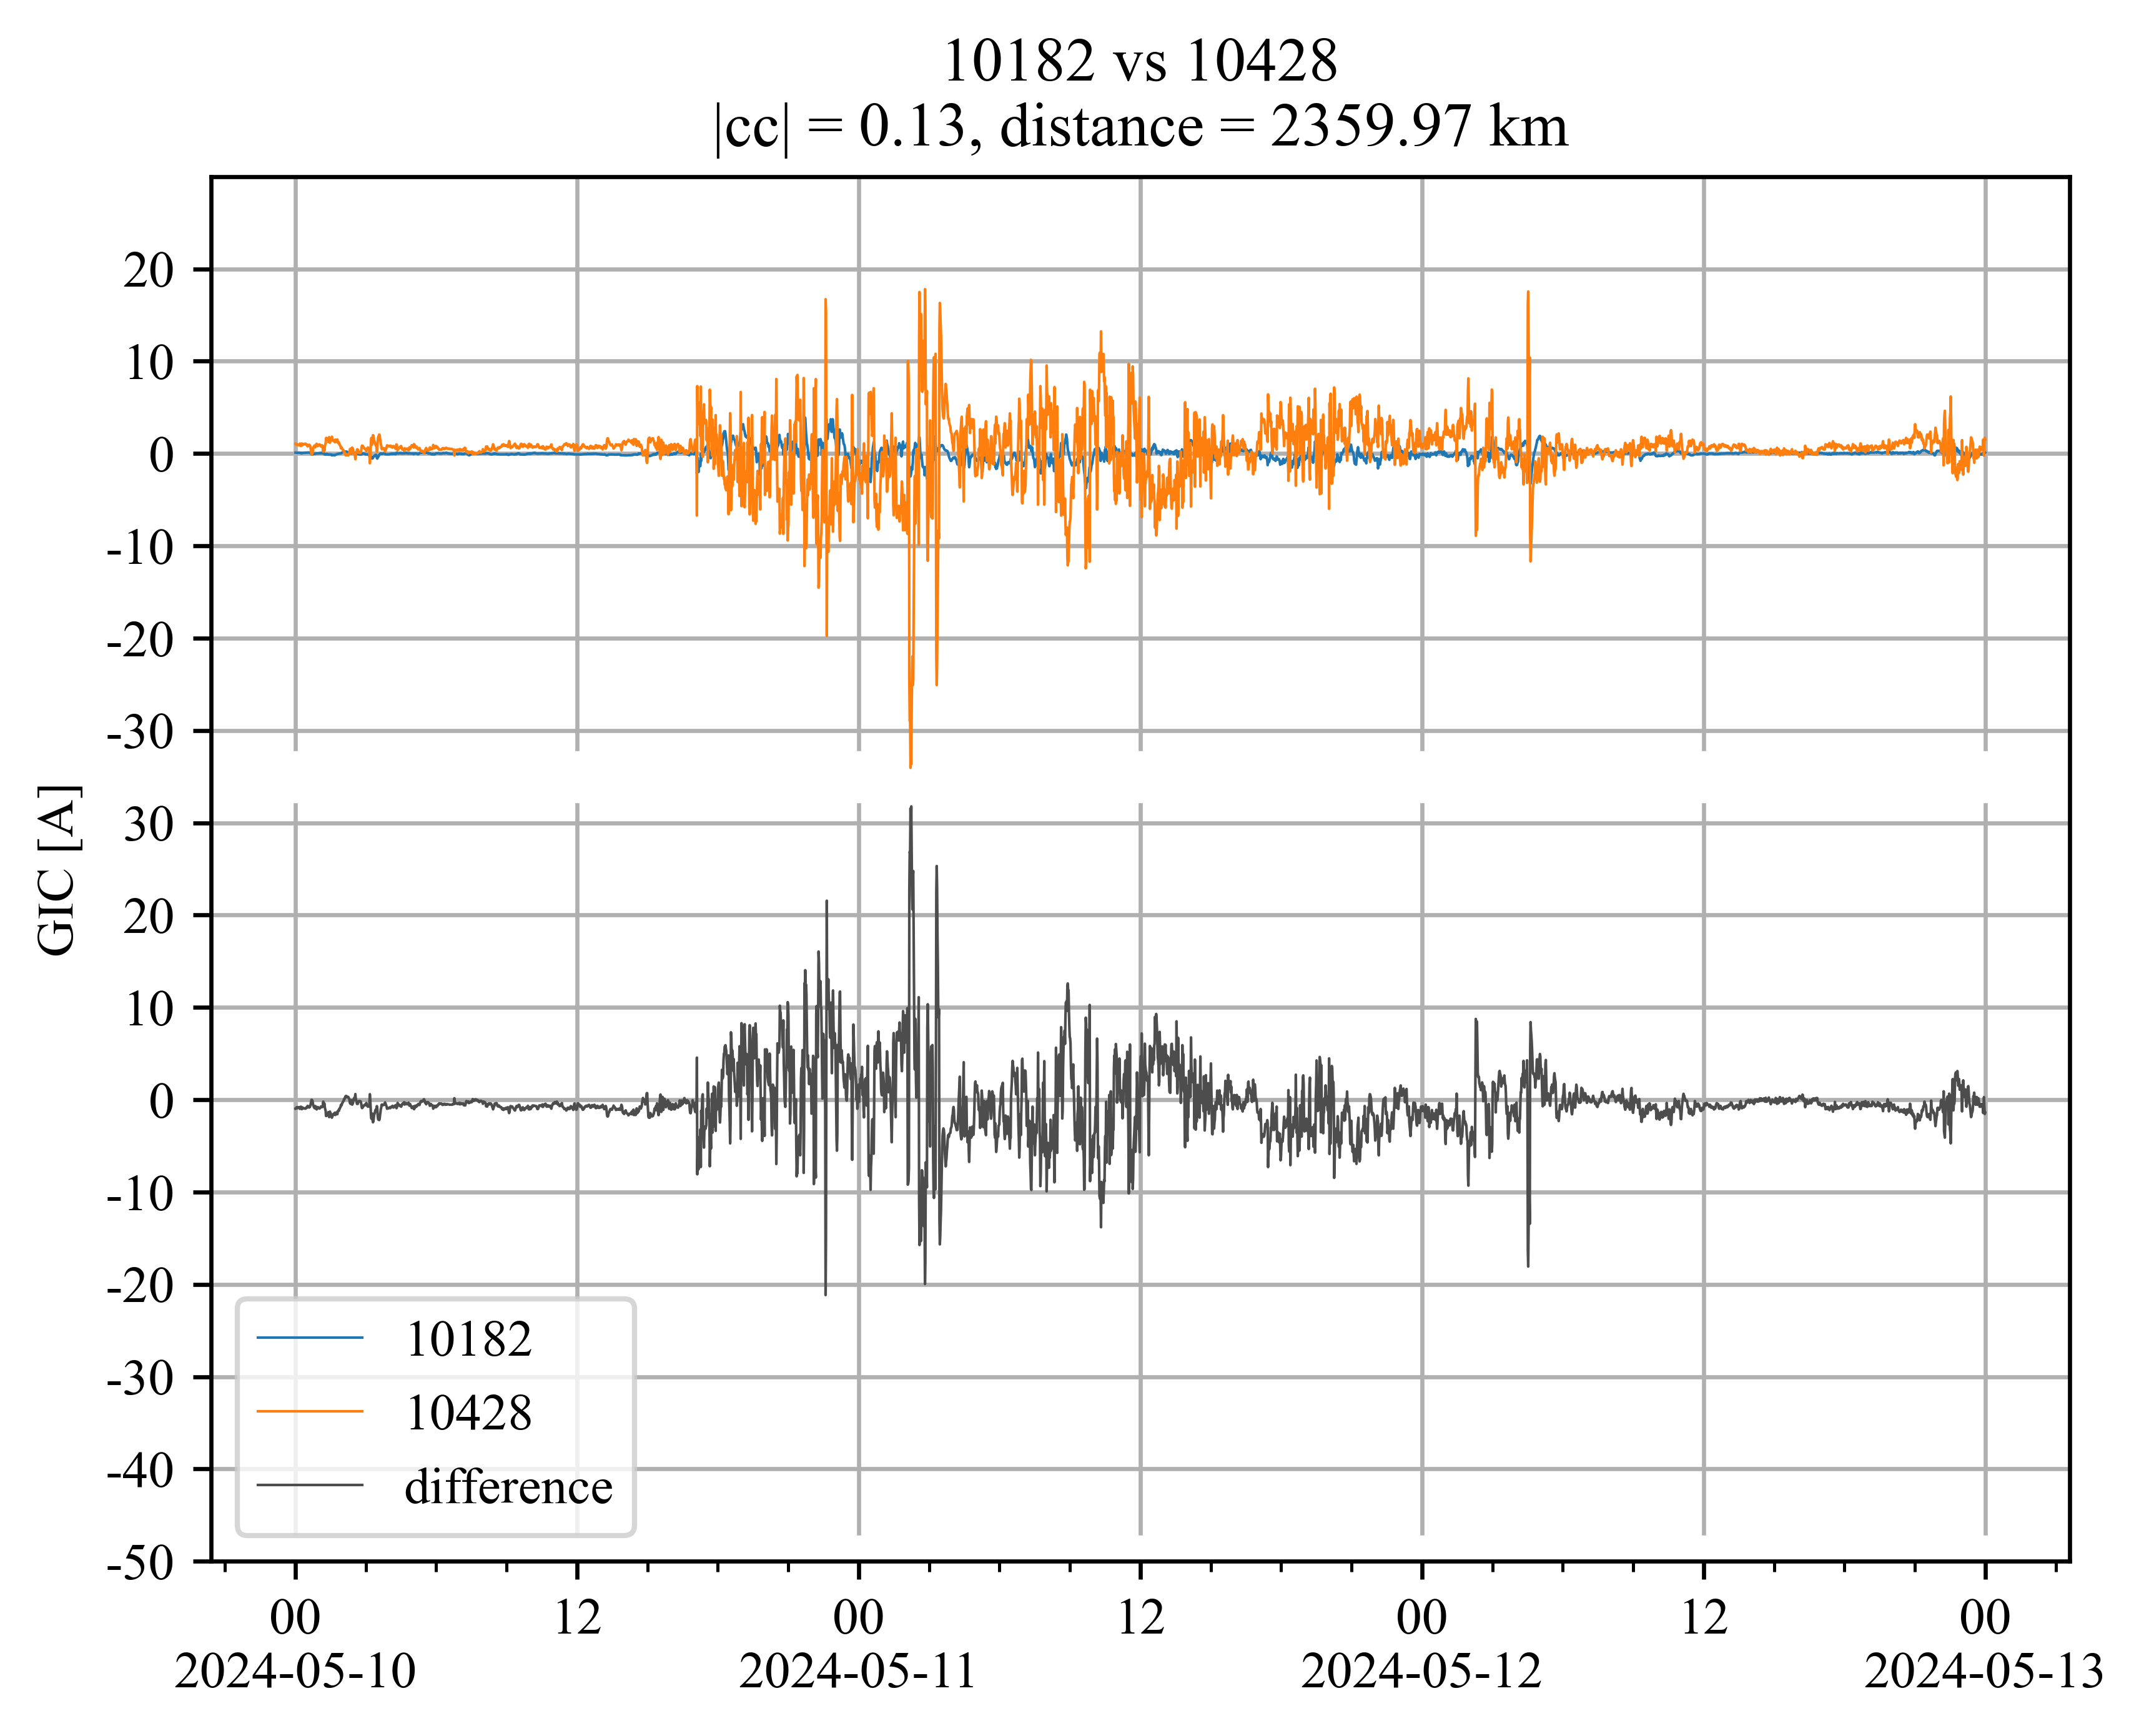 10182 vs 10428
|cc| = 0.13, distance = 2359.97 km
20
10
0
-10
-20
-30
GIC [A]
30
20
10
0
-10
-20
-30
-40
-50
10182
10428
difference
00 12 00 12 00 12 00
2024-05-10 2024-05-11 2024-05-12 2024-05-13